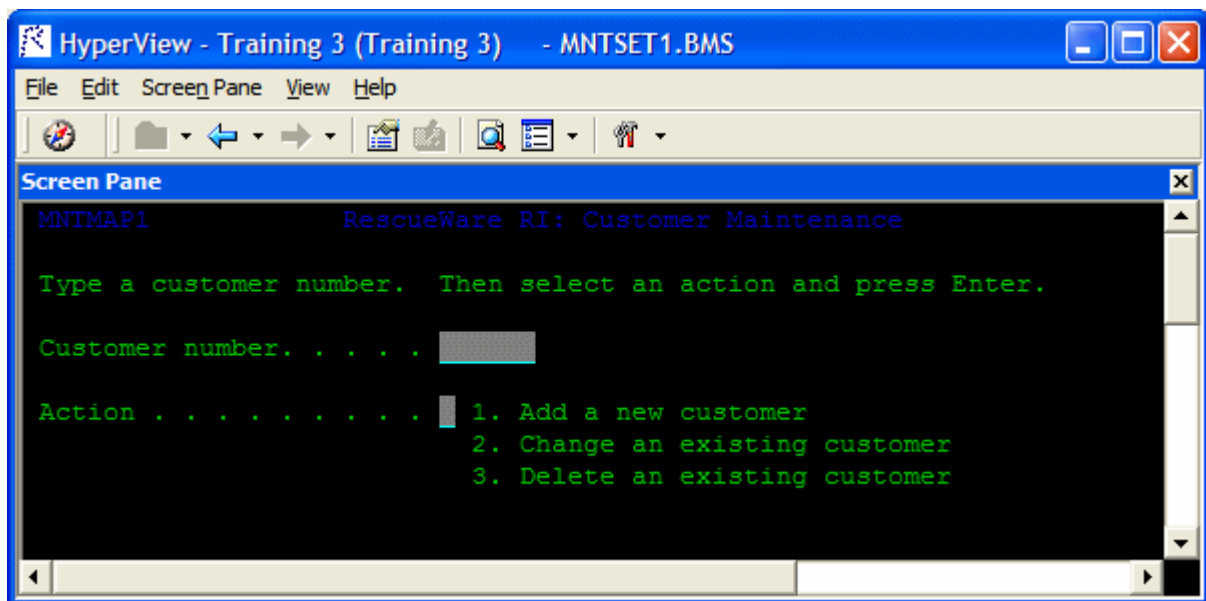 HyperView - Training 3 (Training 3) - MNTSET1.BMS
File Edit Screen Pane View Help
Screen Pane
MNTMAP1 RescueWare RI: Customer Maintenance
Type a customer number. Then select an action and press Enter.
Customer number. . . . .
Action . . . . . . . . . 1. Add a new customer
2. Change an existing customer
3. Delete an existing customer